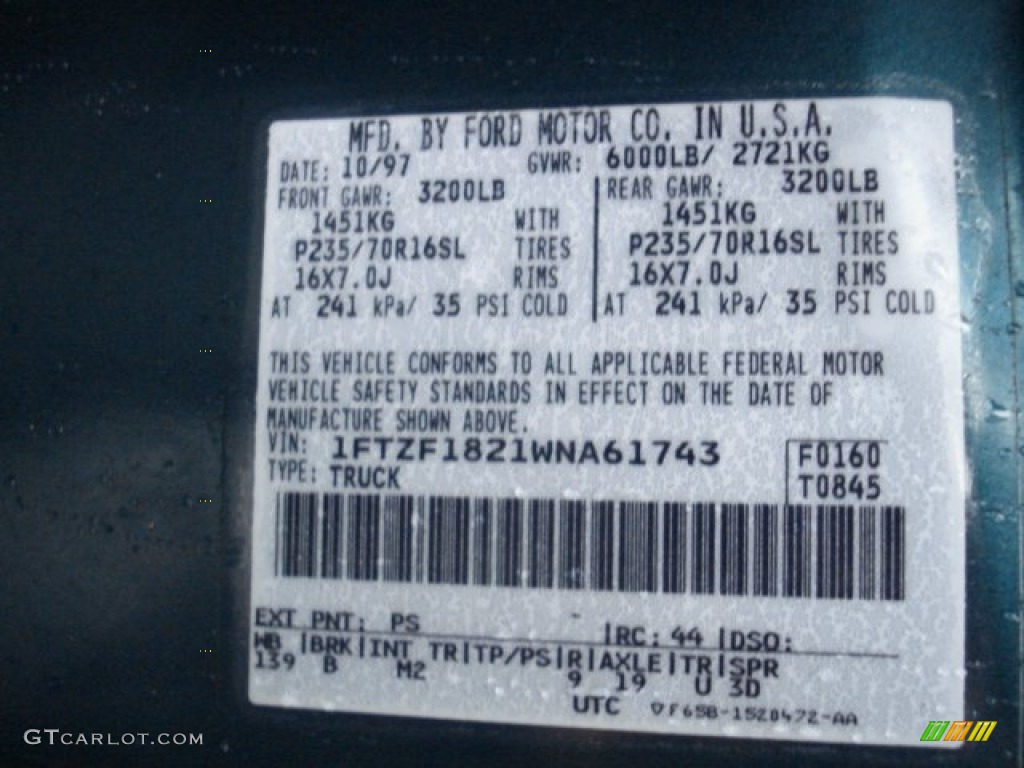 MFD. BY FORD MOTOR CO. IN U.S.A.
DATE: 10/97 GVWR: 6000LB/ 2721KG
FRONT GAWR: 3200LB REAR GAWR: 3200LB
1451KG WITH 1451KG WITH
P235/70R16SL TIRES P235/70R16SL TIRES
16X7.0J RIMS 16X7.0J RIMS
AT 241 kPa/ 35 PSI COLD AT 241 kPa/ 35 PSI COLD
THIS VEHICLE CONFORMS TO ALL APPLICABLE FEDERAL MOTOR
VEHICLE SAFETY STANDARDS IN EFFECT ON THE DATE OF
MANUFACTURE SHOWN ABOVE.
VIN: 1FTZF1821WNA61743 F0160
TYPE: TRUCK T0845
EXT PNT: PS RC: 44 DSO:
WB BRK INT TR TP/PS R AXLE TR SPR
139 B M2 9 19 U 3D
UTC ▽F65B-1520472-AA
GTCARLOT.COM